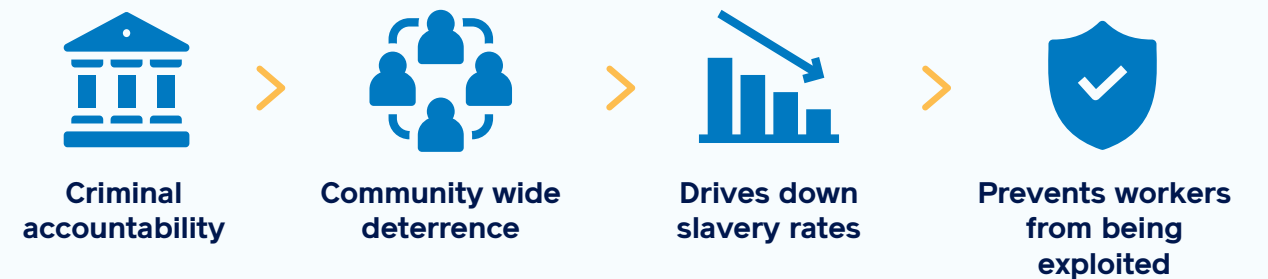 Criminal
accountability
Community wide
deterrence
Drives down
slavery rates
Prevents workers
from being
exploited